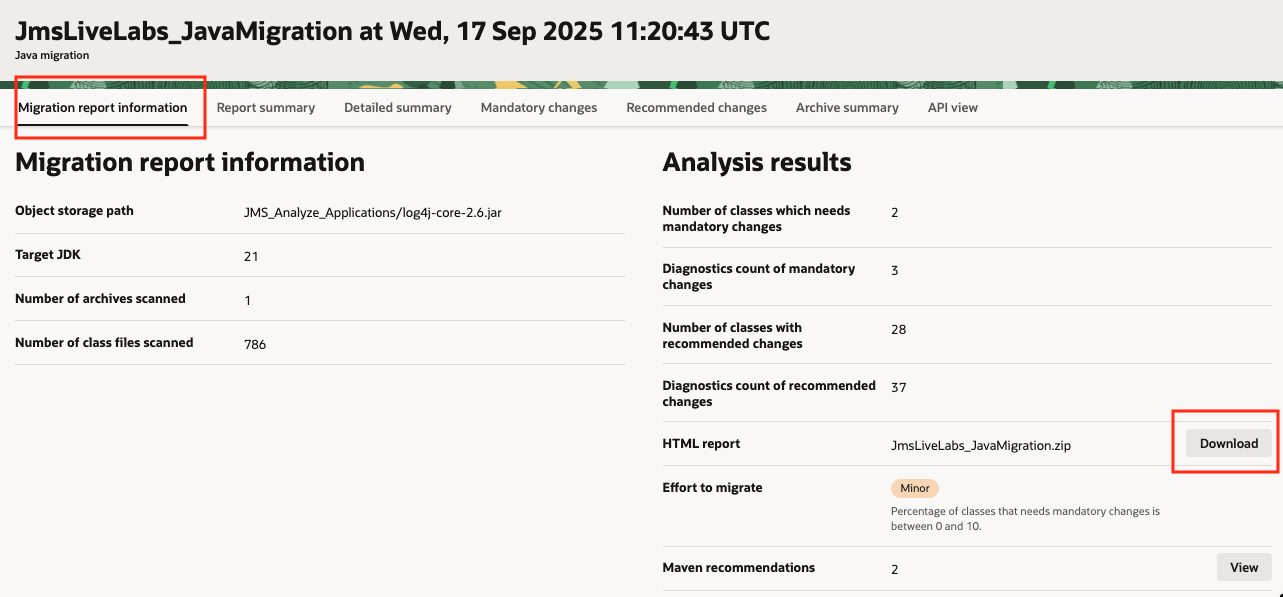 JmsLiveLabs_JavaMigration at Wed, 17 Sep 2025 11:20:43 UTC
Java migration
Migration report information Report summary Detailed summary Mandatory changes Recommended changes Archive summary API view
Migration report information
Object storage path JMS_Analyze_Applications/log4j-core-2.6.jar
Target JDK 21
Number of archives scanned 1
Number of class files scanned 786
Analysis results
Number of classes which needs 2
mandatory changes
Diagnostics count of mandatory 3
changes
Number of classes with 28
recommended changes
Diagnostics count of recommended 37
changes
HTML report JmsLiveLabs_JavaMigration.zip Download
Effort to migrate Minor
Percentage of classes that needs mandatory changes is
between 0 and 10.
Maven recommendations 2 View